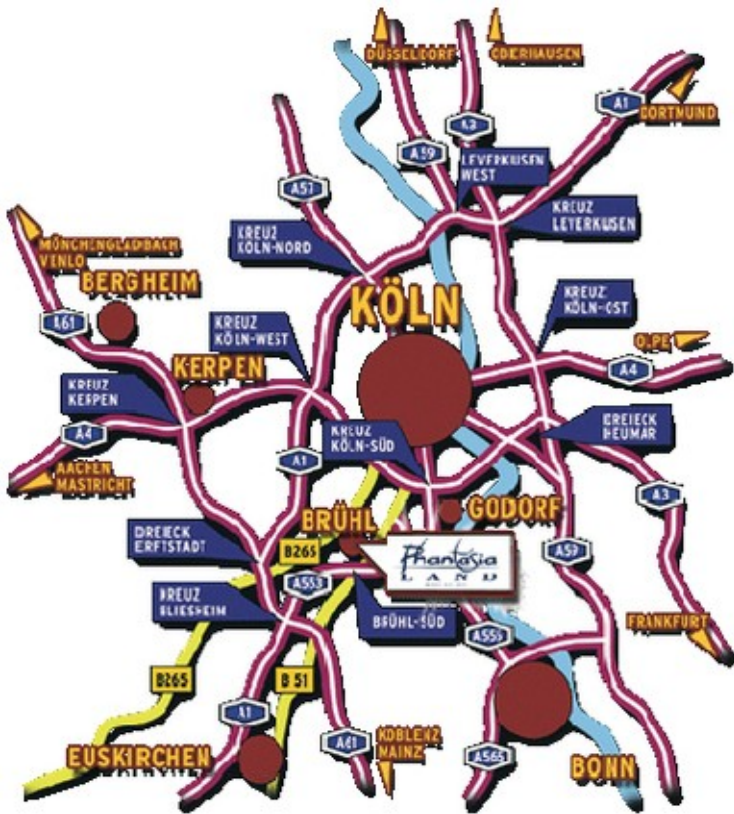 DÜSSELDORF
OBERHAUSEN
A1
DORTMUND
A3
A59
LEVERKUSEN
WEST
A57
KREUZ
LEVERKUSEN
KREUZ
KÖLN-NORD
MÖNCHENGLADBACH
VENLO
BERGHEIM
KÖLN
KREUZ
KÖLN-OST
A61
KREUZ
KÖLN-WEST
OLPE
KERPEN
A4
KREUZ
KERPEN
KREUZ
KÖLN-SÜD
DREIECK
HEUMAR
A4
A1
AACHEN
MASTRICHT
A3
BRÜHL
GODORF
DREIECK
ERFTSTADT
B265
Phantasia
LAND
A59
A553
KREUZ
BLIESHEIM
BRÜHL-SÜD
FRANKFURT
A555
B265
B 51
A1
KOBLENZ
MAINZ
A61
EUSKIRCHEN
A565
BONN